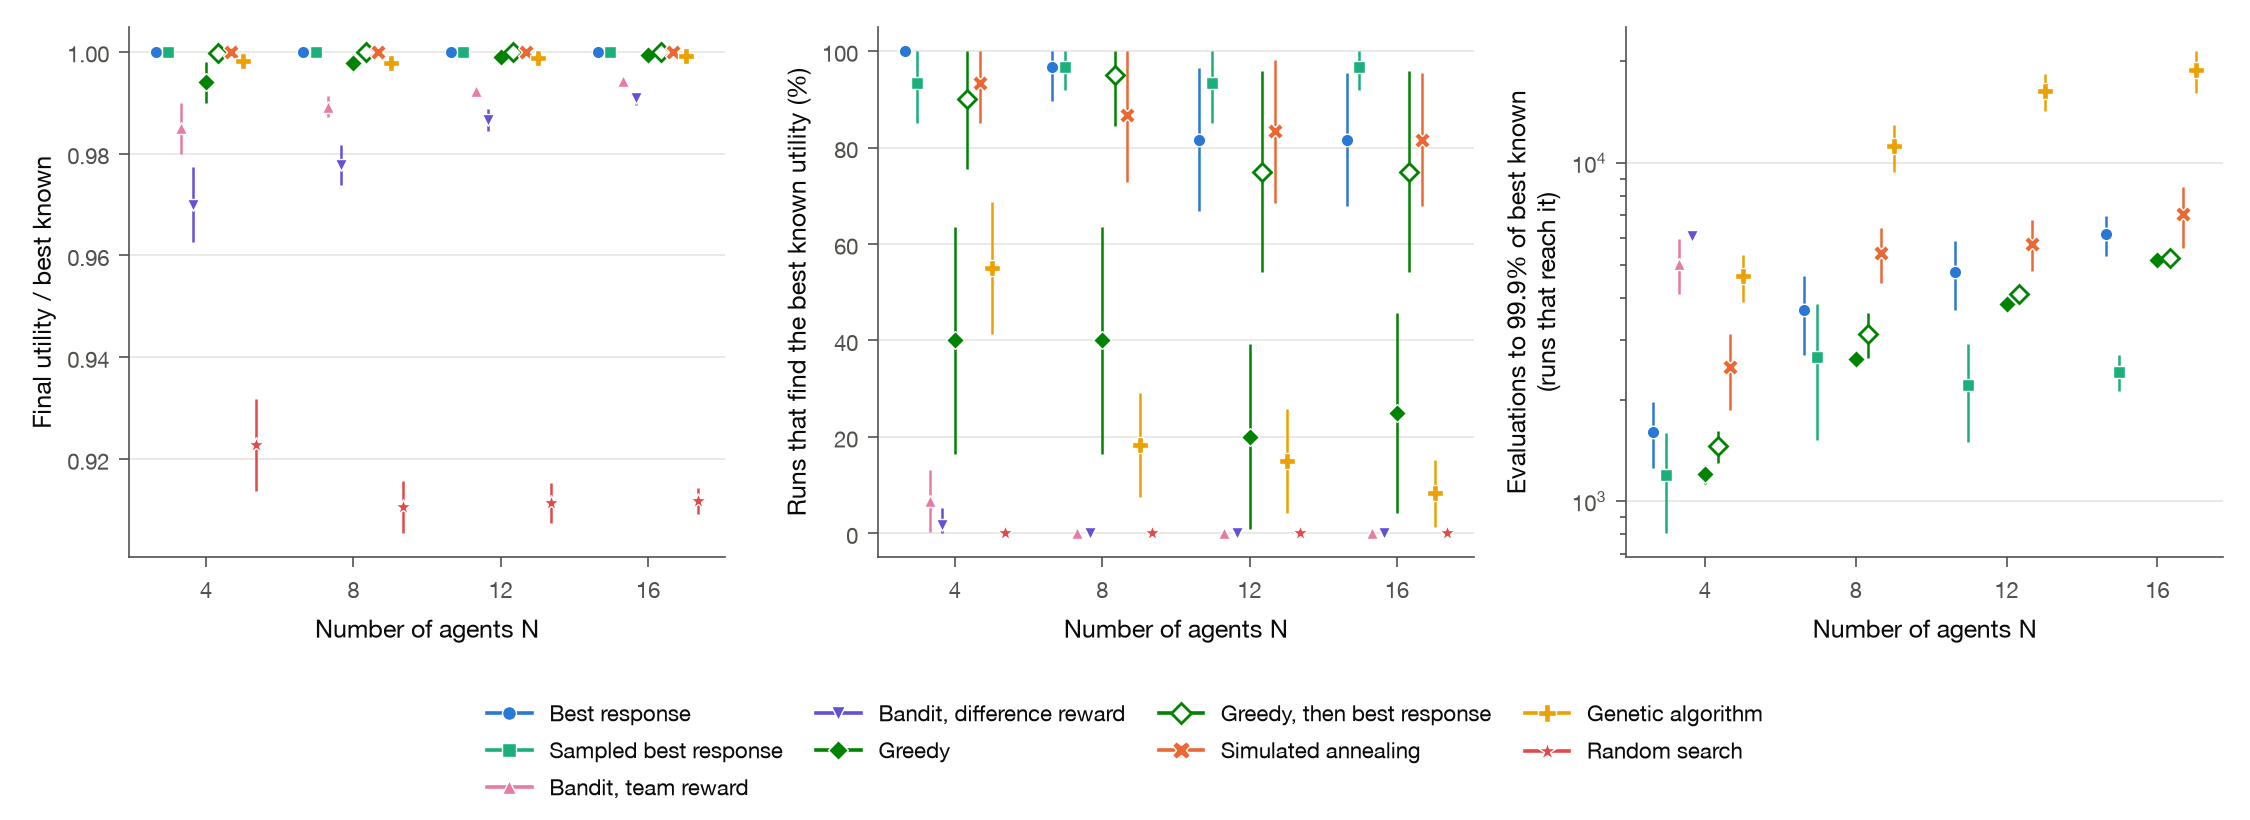 Final utility / best known
1.00
0.98
0.96
0.94
0.92
4
8
12
16
Number of agents N
Runs that find the best known utility (%)
100
80
60
40
20
0
4
8
12
16
Number of agents N
Evaluations to 99.9% of best known
(runs that reach it)
10⁴
10³
4
8
12
16
Number of agents N
Best response
Sampled best response
Bandit, team reward
Bandit, difference reward
Greedy
Greedy, then best response
Simulated annealing
Genetic algorithm
Random search